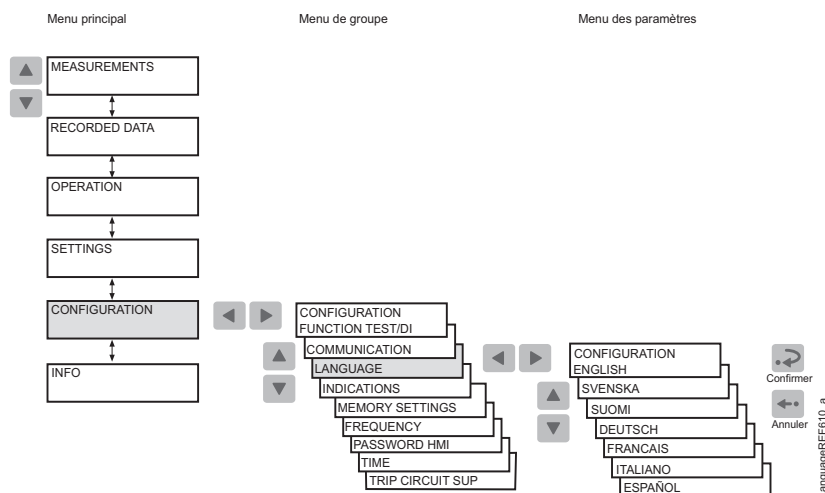 Menu principal
Menu de groupe
Menu des paramètres
MEASUREMENTS
RECORDED DATA
OPERATION
SETTINGS
CONFIGURATION
INFO
CONFIGURATION
FUNCTION TEST/DI
COMMUNICATION
LANGUAGE
INDICATIONS
MEMORY SETTINGS
FREQUENCY
PASSWORD HMI
TIME
TRIP CIRCUIT SUP
CONFIGURATION
ENGLISH
SVENSKA
SUOMI
DEUTSCH
FRANCAIS
ITALIANO
ESPAÑOL
Confirmer
Annuler